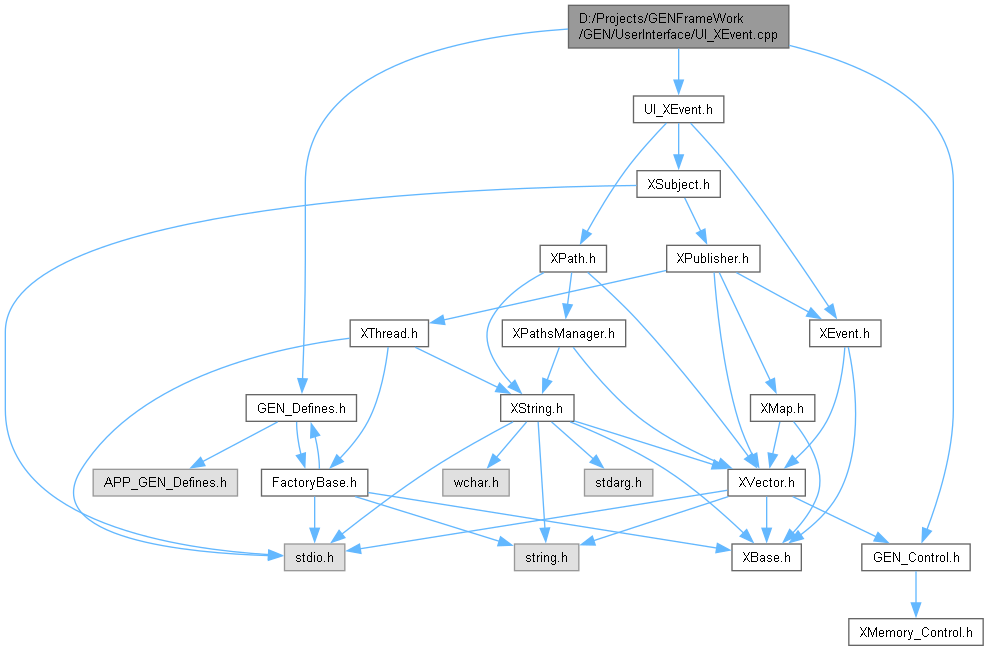 D:/Projects/GENFrameWork
/GEN/UserInterface/UI_XEvent.cpp
UI_XEvent.h
XSubject.h
XPath.h
XPublisher.h
XThread.h
XPathsManager.h
XEvent.h
GEN_Defines.h
XString.h
XMap.h
APP_GEN_Defines.h
FactoryBase.h
wchar.h
stdarg.h
XVector.h
stdio.h
string.h
XBase.h
GEN_Control.h
XMemory_Control.h